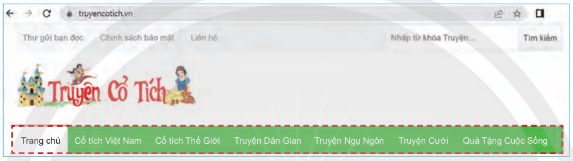 truyencotich.vn
Thư gửi bạn đọc Chính sách bảo mật Liên hệ Nhập từ khóa Truyện... Tìm kiếm
Truyện Cổ Tích
Trang chủ Cổ tích Việt Nam Cổ tích Thế Giới Truyện Dân Gian Truyện Ngụ Ngôn Truyện Cười Quà Tặng Cuộc Sống